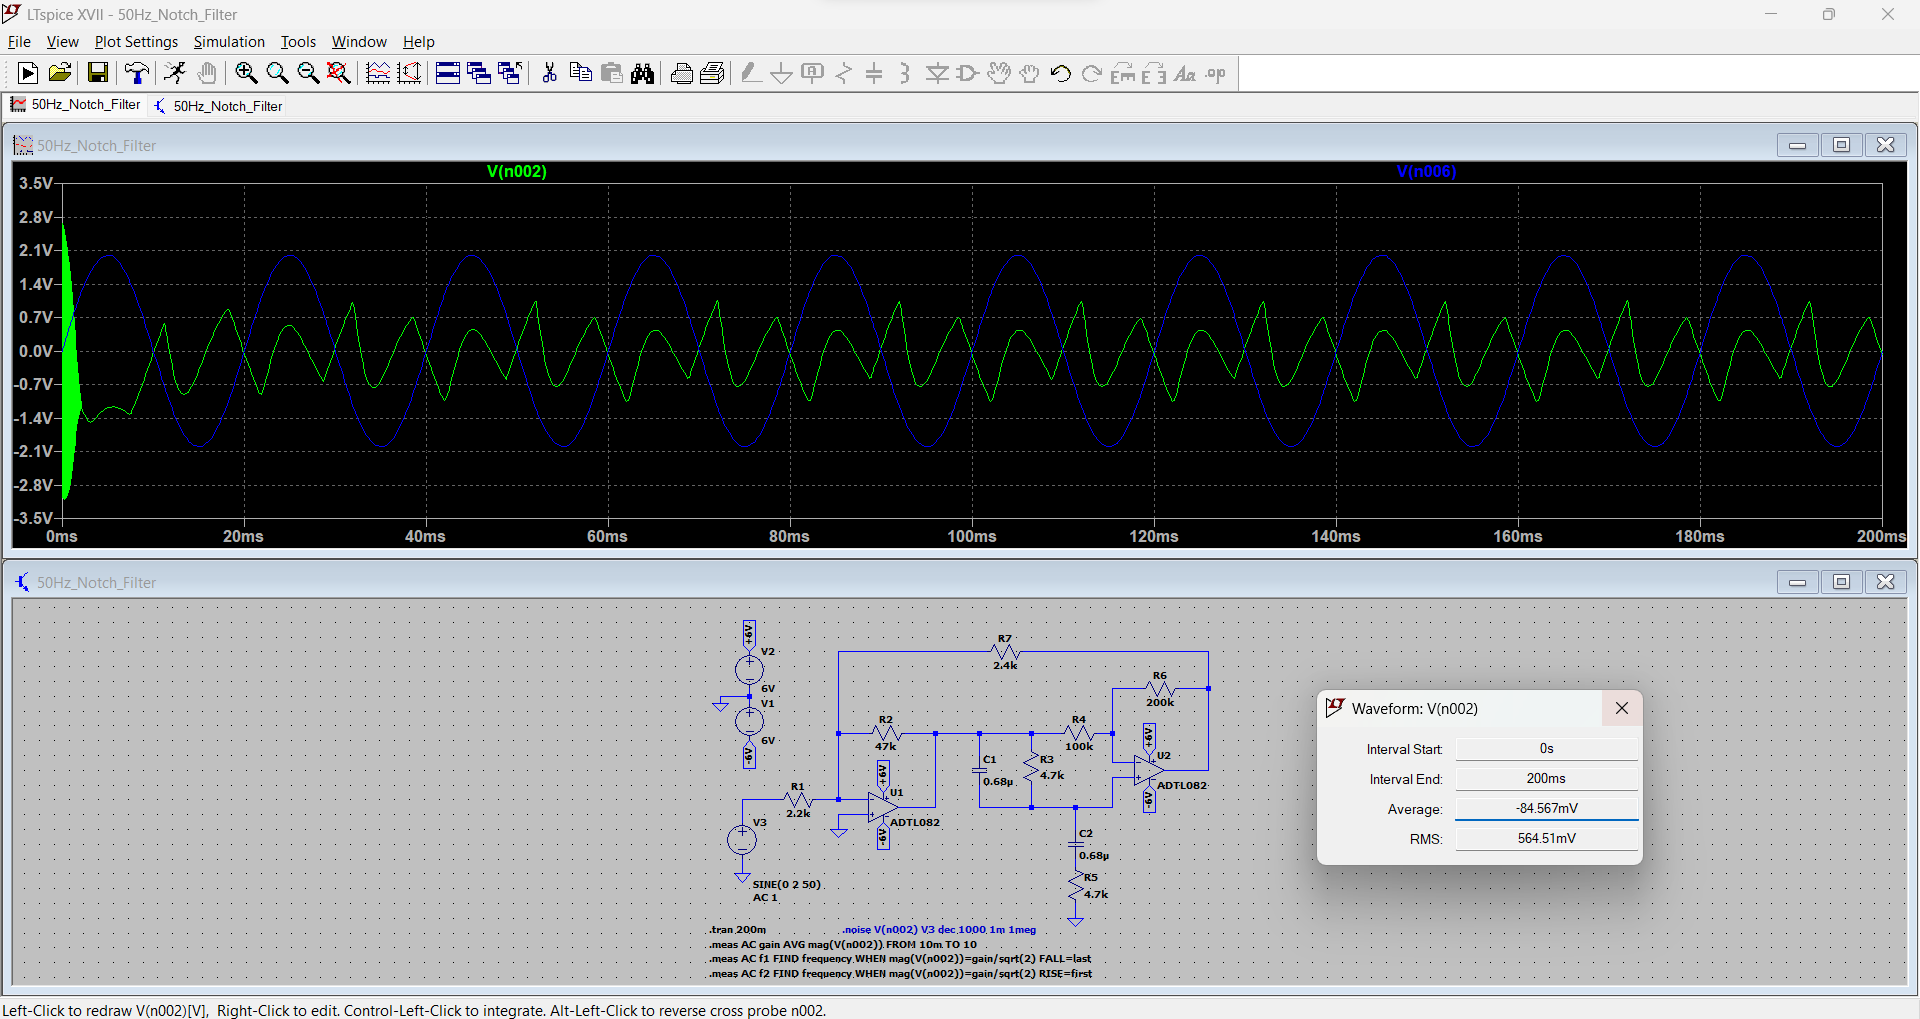 LTspice XVII - 50Hz_Notch_Filter
File View Plot Settings Simulation Tools Window Help
50Hz_Notch_Filter 50Hz_Notch_Filter
50Hz_Notch_Filter
V(n002) V(n006)
3.5V
2.8V
2.1V
1.4V
0.7V
0.0V
-0.7V
-1.4V
-2.1V
-2.8V
-3.5V
0ms 20ms 40ms 60ms 80ms 100ms 120ms 140ms 160ms 180ms 200ms
50Hz_Notch_Filter
+6V
V2
6V
V1
6V
-6V
R7
2.4k
R6
200k
R2
47k
R4
100k
+6V
U2
ADTL082
-6V
C1
0.68µ
R3
4.7k
+6V
U1
ADTL082
-6V
R1
2.2k
V3
SINE(0 2 50)
AC 1
C2
0.68µ
R5
4.7k
.tran 200m .noise V(n002) V3 dec 1000 1m 1meg
.meas AC gain AVG mag(V(n002)) FROM 10m TO 10
.meas AC f1 FIND frequency WHEN mag(V(n002))=gain/sqrt(2) FALL=last
.meas AC f2 FIND frequency WHEN mag(V(n002))=gain/sqrt(2) RISE=first
Waveform: V(n002)
Interval Start: 0s
Interval End: 200ms
Average: -84.567mV
RMS: 564.51mV
Left-Click to redraw V(n002)[V], Right-Click to edit. Control-Left-Click to integrate. Alt-Left-Click to reverse cross probe n002.